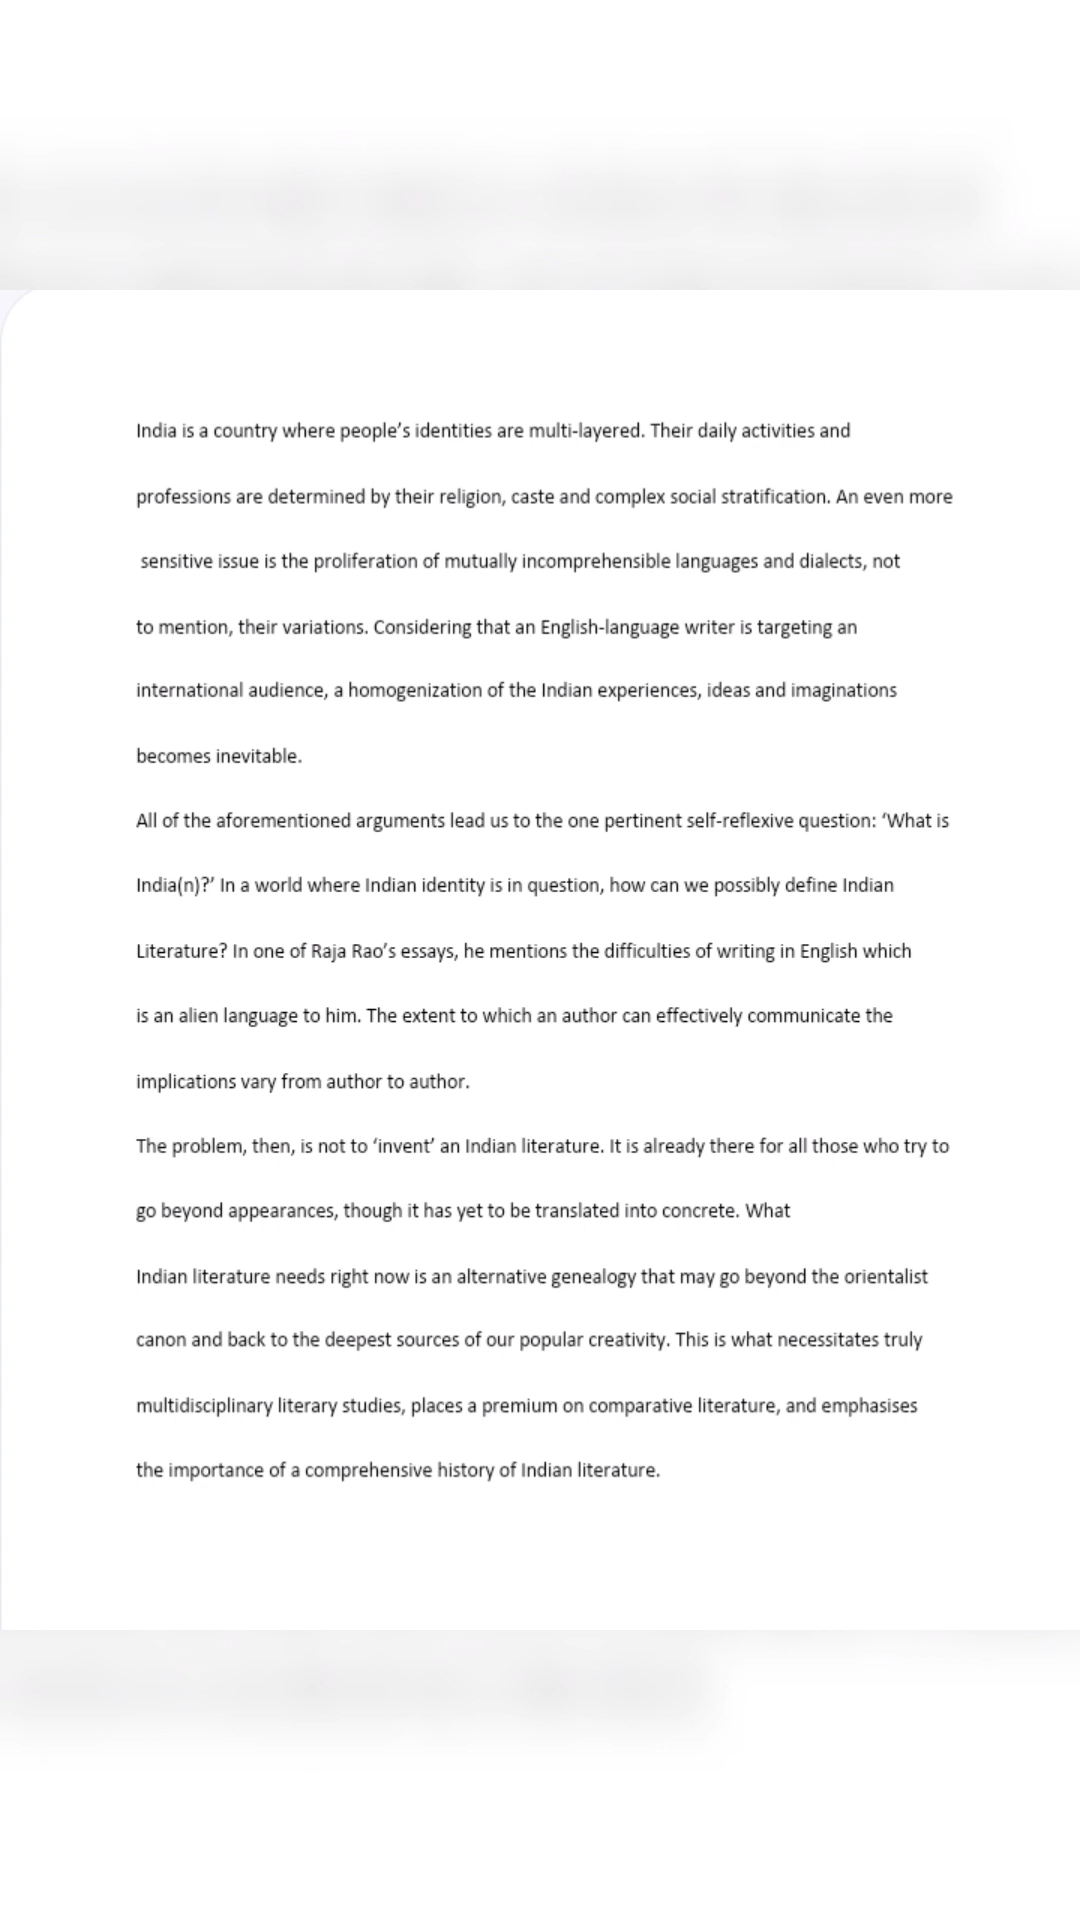 India is a country where people’s identities are multi-layered. Their daily activities and
professions are determined by their religion, caste and complex social stratification. An even more
sensitive issue is the proliferation of mutually incomprehensible languages and dialects, not
to mention, their variations. Considering that an English-language writer is targeting an
international audience, a homogenization of the Indian experiences, ideas and imaginations
becomes inevitable.
All of the aforementioned arguments lead us to the one pertinent self-reflexive question: ‘What is
India(n)?’ In a world where Indian identity is in question, how can we possibly define Indian
Literature? In one of Raja Rao’s essays, he mentions the difficulties of writing in English which
is an alien language to him. The extent to which an author can effectively communicate the
implications vary from author to author.
The problem, then, is not to ‘invent’ an Indian literature. It is already there for all those who try to
go beyond appearances, though it has yet to be translated into concrete. What
Indian literature needs right now is an alternative genealogy that may go beyond the orientalist
canon and back to the deepest sources of our popular creativity. This is what necessitates truly
multidisciplinary literary studies, places a premium on comparative literature, and emphasises
the importance of a comprehensive history of Indian literature.